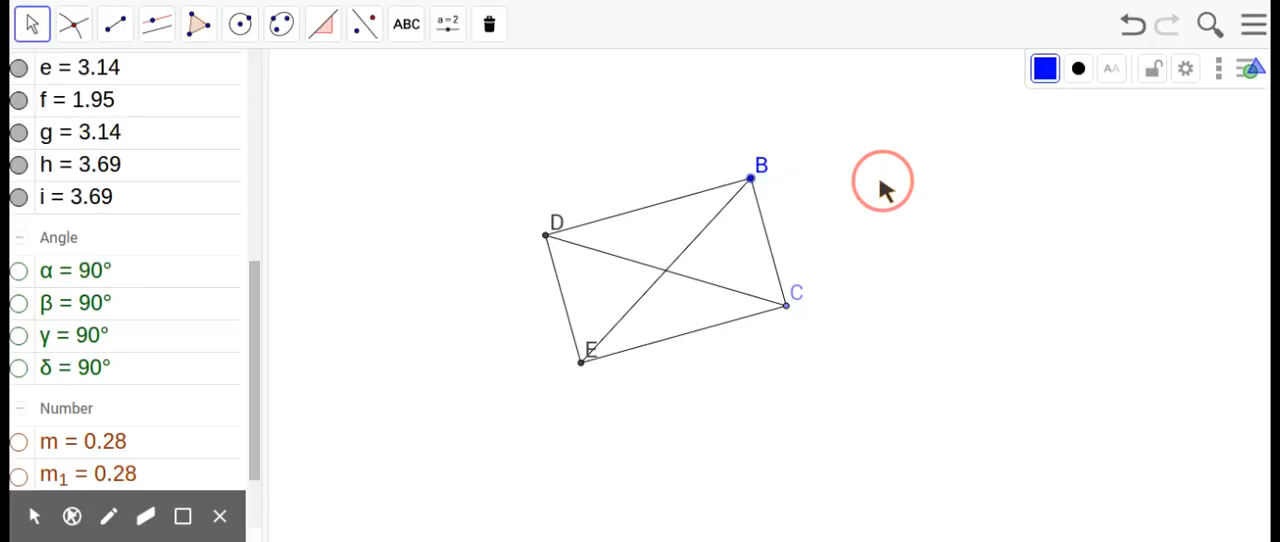 ABC
a=2
e = 3.14
f = 1.95
g = 3.14
h = 3.69
i = 3.69
Angle
α = 90°
β = 90°
γ = 90°
δ = 90°
Number
m = 0.28
m₁ = 0.28
AA
B
D
C
E